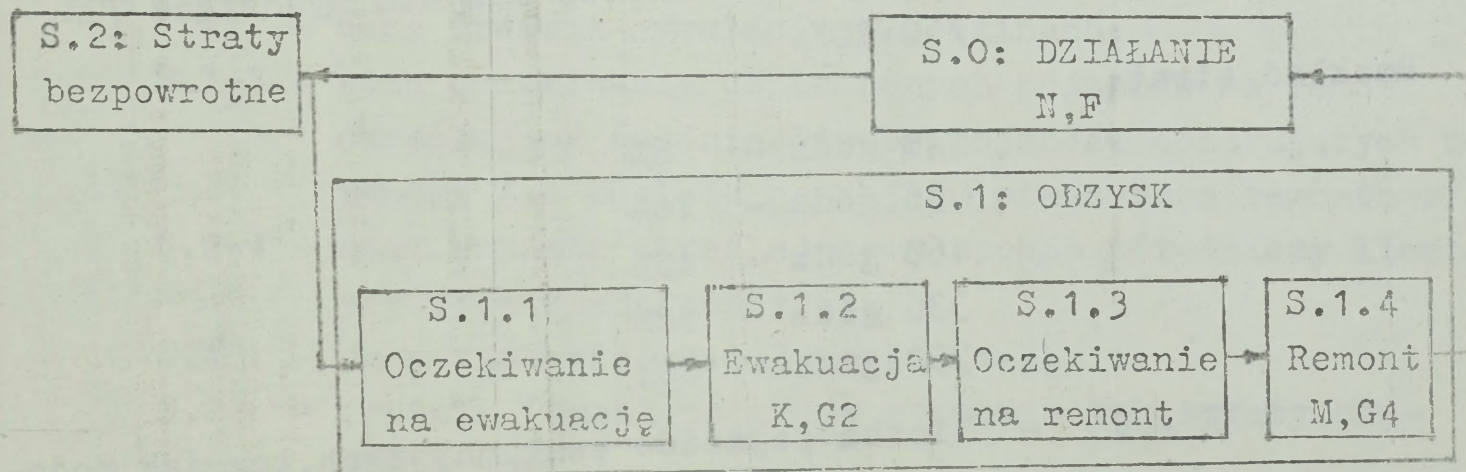 S.2: Straty
bezpowrotne
S.0: DZIAŁANIE
N,F
S.1: ODZYSK
S.1.1
Oczekiwanie
na ewakuację
S.1.2
Ewakuacja
K,G2
S.1.3
Oczekiwanie
na remont
S.1.4
Remont
M,G4